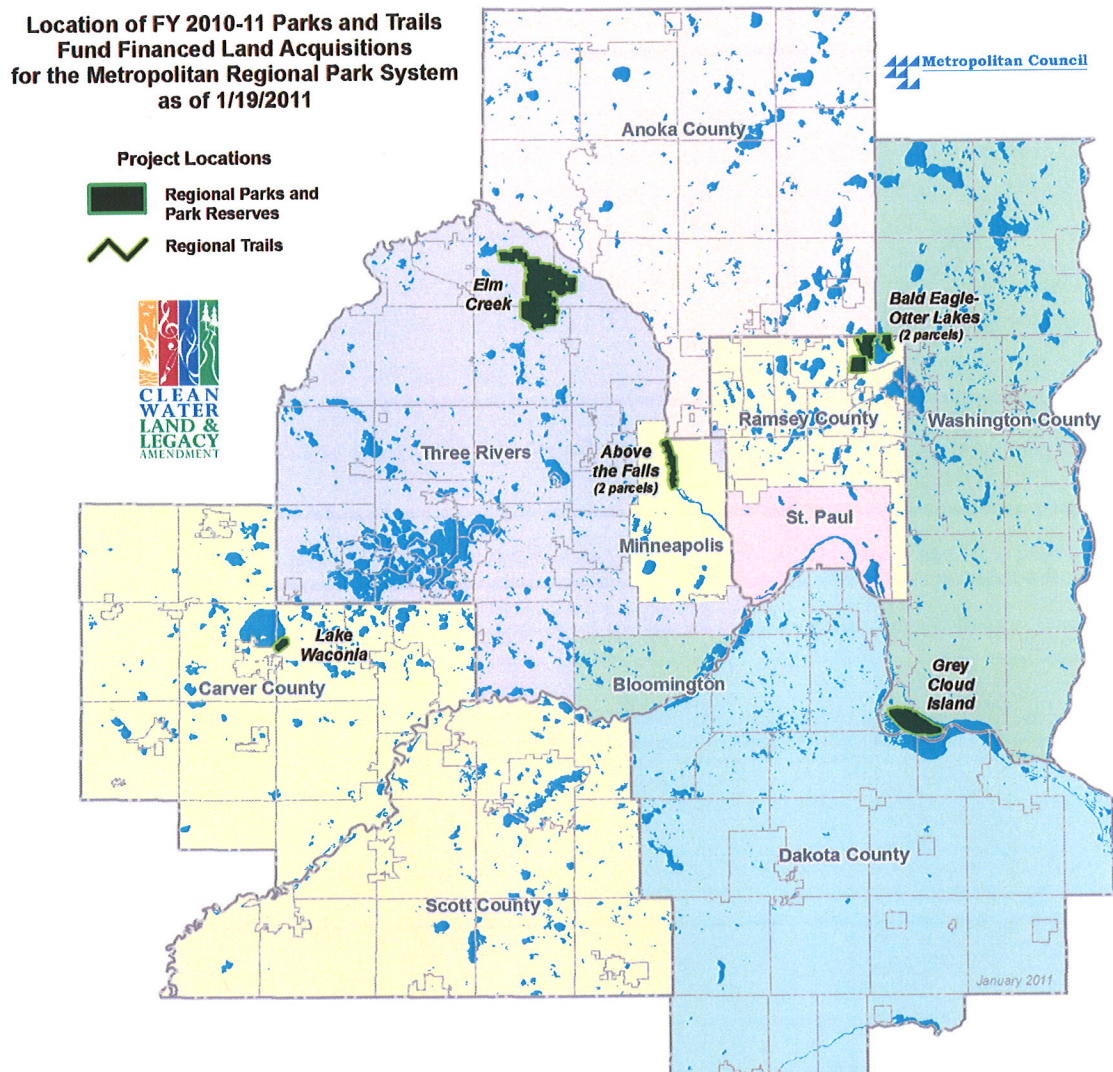 Location of FY 2010-11 Parks and Trails
Fund Financed Land Acquisitions
for the Metropolitan Regional Park System
as of 1/19/2011
Metropolitan Council
Project Locations
Regional Parks and
Park Reserves
Regional Trails
CLEAN
WATER
LAND &
LEGACY
AMENDMENT
Anoka County
Elm
Creek
Bald Eagle-
Otter Lakes
(2 parcels)
Ramsey County
Washington County
Three Rivers
Above
the Falls
(2 parcels)
St. Paul
Minneapolis
Lake
Waconia
Carver County
Bloomington
Grey
Cloud
Island
Dakota County
Scott County
January 2011